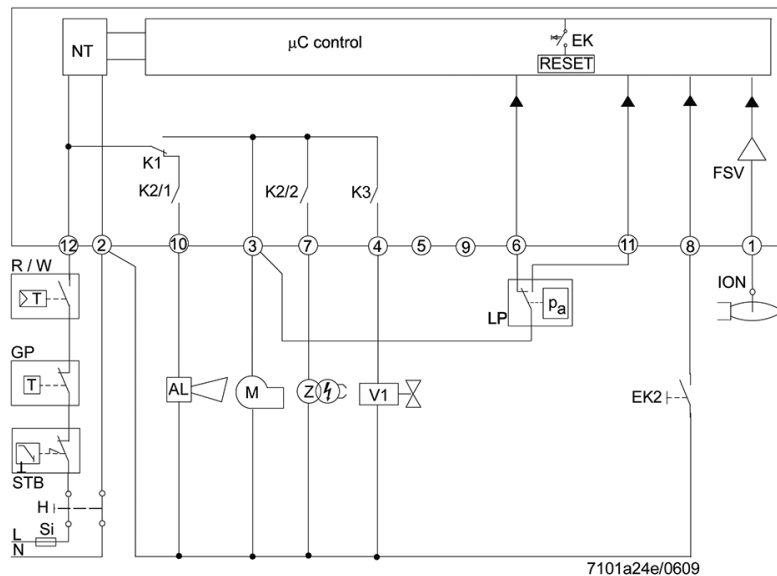 NT
µC control
EK
RESET
K1
K2/1
K2/2
K3
FSV
12
2
10
3
7
4
5
9
6
11
8
1
R / W
T
ION
LP
pa
GP
T
AL
M
Z
V1
EK2
STB
H
L
Si
N
7101a24e/0609